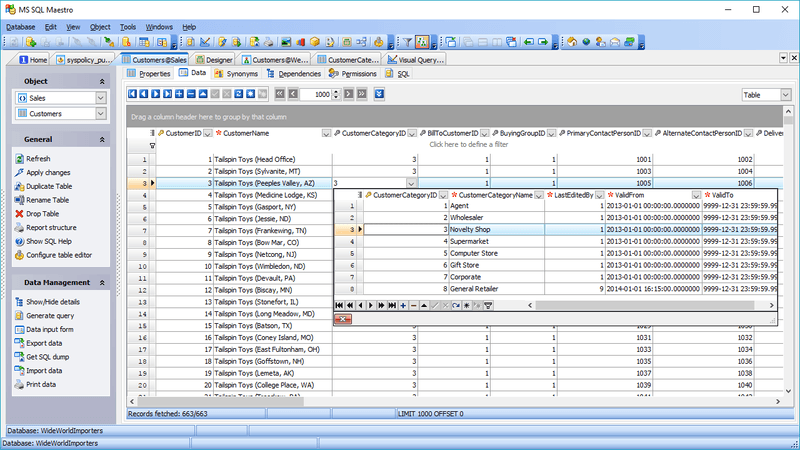 MS SQL Maestro
Database Edit View Object Tools Windows Help
Home syspolicy_pu... Customers@Sales Designer Customers@We... CustomerCate... Visual Query...
Object
Sales
Customers
General
Refresh
Apply changes
Duplicate Table
Rename Table
Drop Table
Report structure
Show SQL Help
Configure table editor
Data Management
Show/Hide details
Generate query
Data input form
Export data
Get SQL dump
Import data
Print data
Properties Data Synonyms Dependencies Permissions SQL
1000 Table
Drag a column header here to group by that column
CustomerID CustomerName CustomerCategoryID BillToCustomerID BuyingGroupID PrimaryContactPersonID AlternateContactPersonID Deliver
Click here to define a filter
1 1 Tailspin Toys (Head Office) 3 1 1 1001 1002
2 2 Tailspin Toys (Sylvanite, MT) 3 1 1 1003 1004
3 3 Tailspin Toys (Peeples Valley, AZ) 3 1 1 1005 1006
4 4 Tailspin Toys (Medicine Lodge, KS)
5 5 Tailspin Toys (Gasport, NY)
6 6 Tailspin Toys (Jessie, ND)
7 7 Tailspin Toys (Frankewing, TN)
8 8 Tailspin Toys (Bow Mar, CO)
9 9 Tailspin Toys (Netcong, NJ)
10 10 Tailspin Toys (Wimbledon, ND)
11 11 Tailspin Toys (Devault, PA)
12 12 Tailspin Toys (Biscay, MN)
13 13 Tailspin Toys (Stonefort, IL)
14 14 Tailspin Toys (Long Meadow, MD)
15 15 Tailspin Toys (Batson, TX)
16 16 Tailspin Toys (Coney Island, MO) 3 1 1 1031 1032
17 17 Tailspin Toys (East Fultonham, OH) 3 1 1 1033 1034
18 18 Tailspin Toys (Goffstown, NH) 3 1 1 1035 1036
19 19 Tailspin Toys (Lemeta, AK) 3 1 1 1037 1038
20 20 Tailspin Toys (College Place, WA) 3 1 1 1039 1040
CustomerCategoryID CustomerCategoryName LastEditedBy ValidFrom ValidTo
1 1 Agent 1 2013-01-01 00:00:00.0000000 9999-12-31 23:59:59.99
2 2 Wholesaler 1 2013-01-01 00:00:00.0000000 9999-12-31 23:59:59.99
3 3 Novelty Shop 1 2013-01-01 00:00:00.0000000 9999-12-31 23:59:59.99
4 4 Supermarket 1 2013-01-01 00:00:00.0000000 9999-12-31 23:59:59.99
5 5 Computer Store 1 2013-01-01 00:00:00.0000000 9999-12-31 23:59:59.99
6 6 Gift Store 1 2013-01-01 00:00:00.0000000 9999-12-31 23:59:59.99
7 7 Corporate 1 2013-01-01 00:00:00.0000000 9999-12-31 23:59:59.99
8 8 General Retailer 9 2014-01-01 16:15:00.0000000 9999-12-31 23:59:59.99
Records fetched: 663/663 LIMIT 1000 OFFSET 0
Database: WideWorldImporters
Database: WideWorldImporters